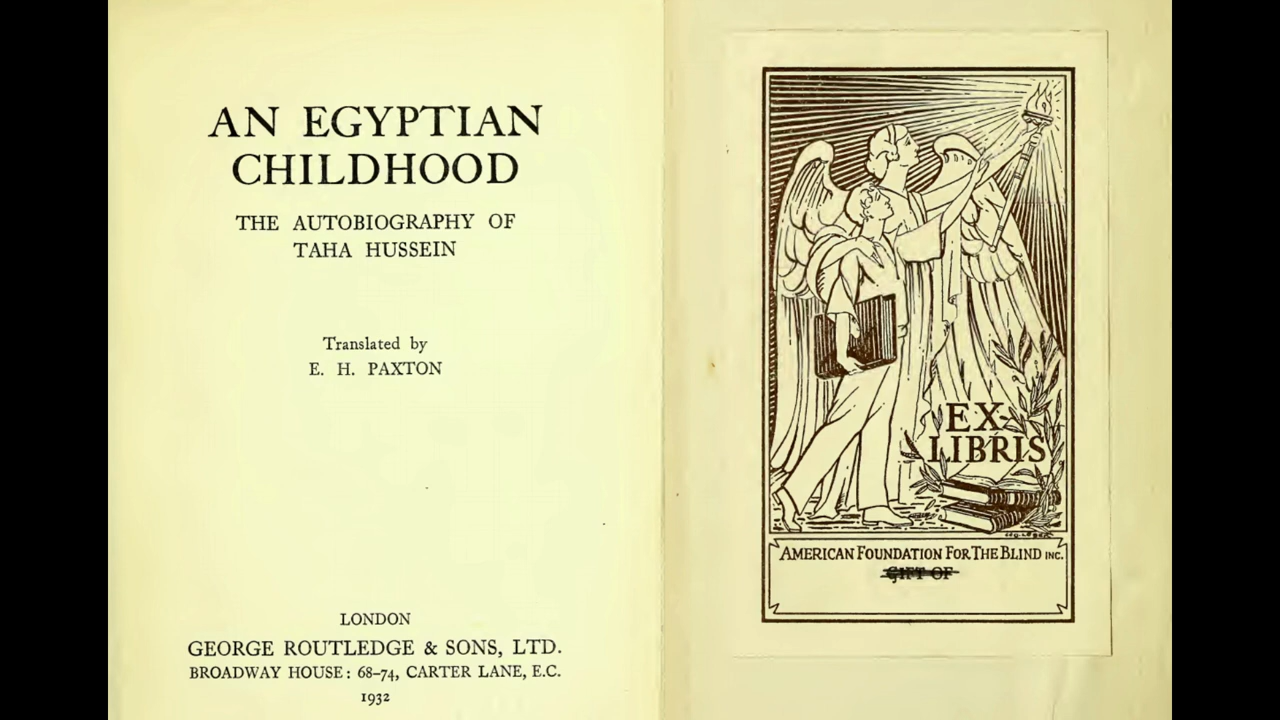 AN EGYPTIAN
CHILDHOOD
THE AUTOBIOGRAPHY OF
TAHA HUSSEIN
Translated by
E. H. PAXTON
LONDON
GEORGE ROUTLEDGE & SONS, LTD.
BROADWAY HOUSE: 68–74, CARTER LANE, E.C.
1932
EX-
LIBRIS
AMERICAN FOUNDATION FOR THE BLIND INC.
GIFT OF